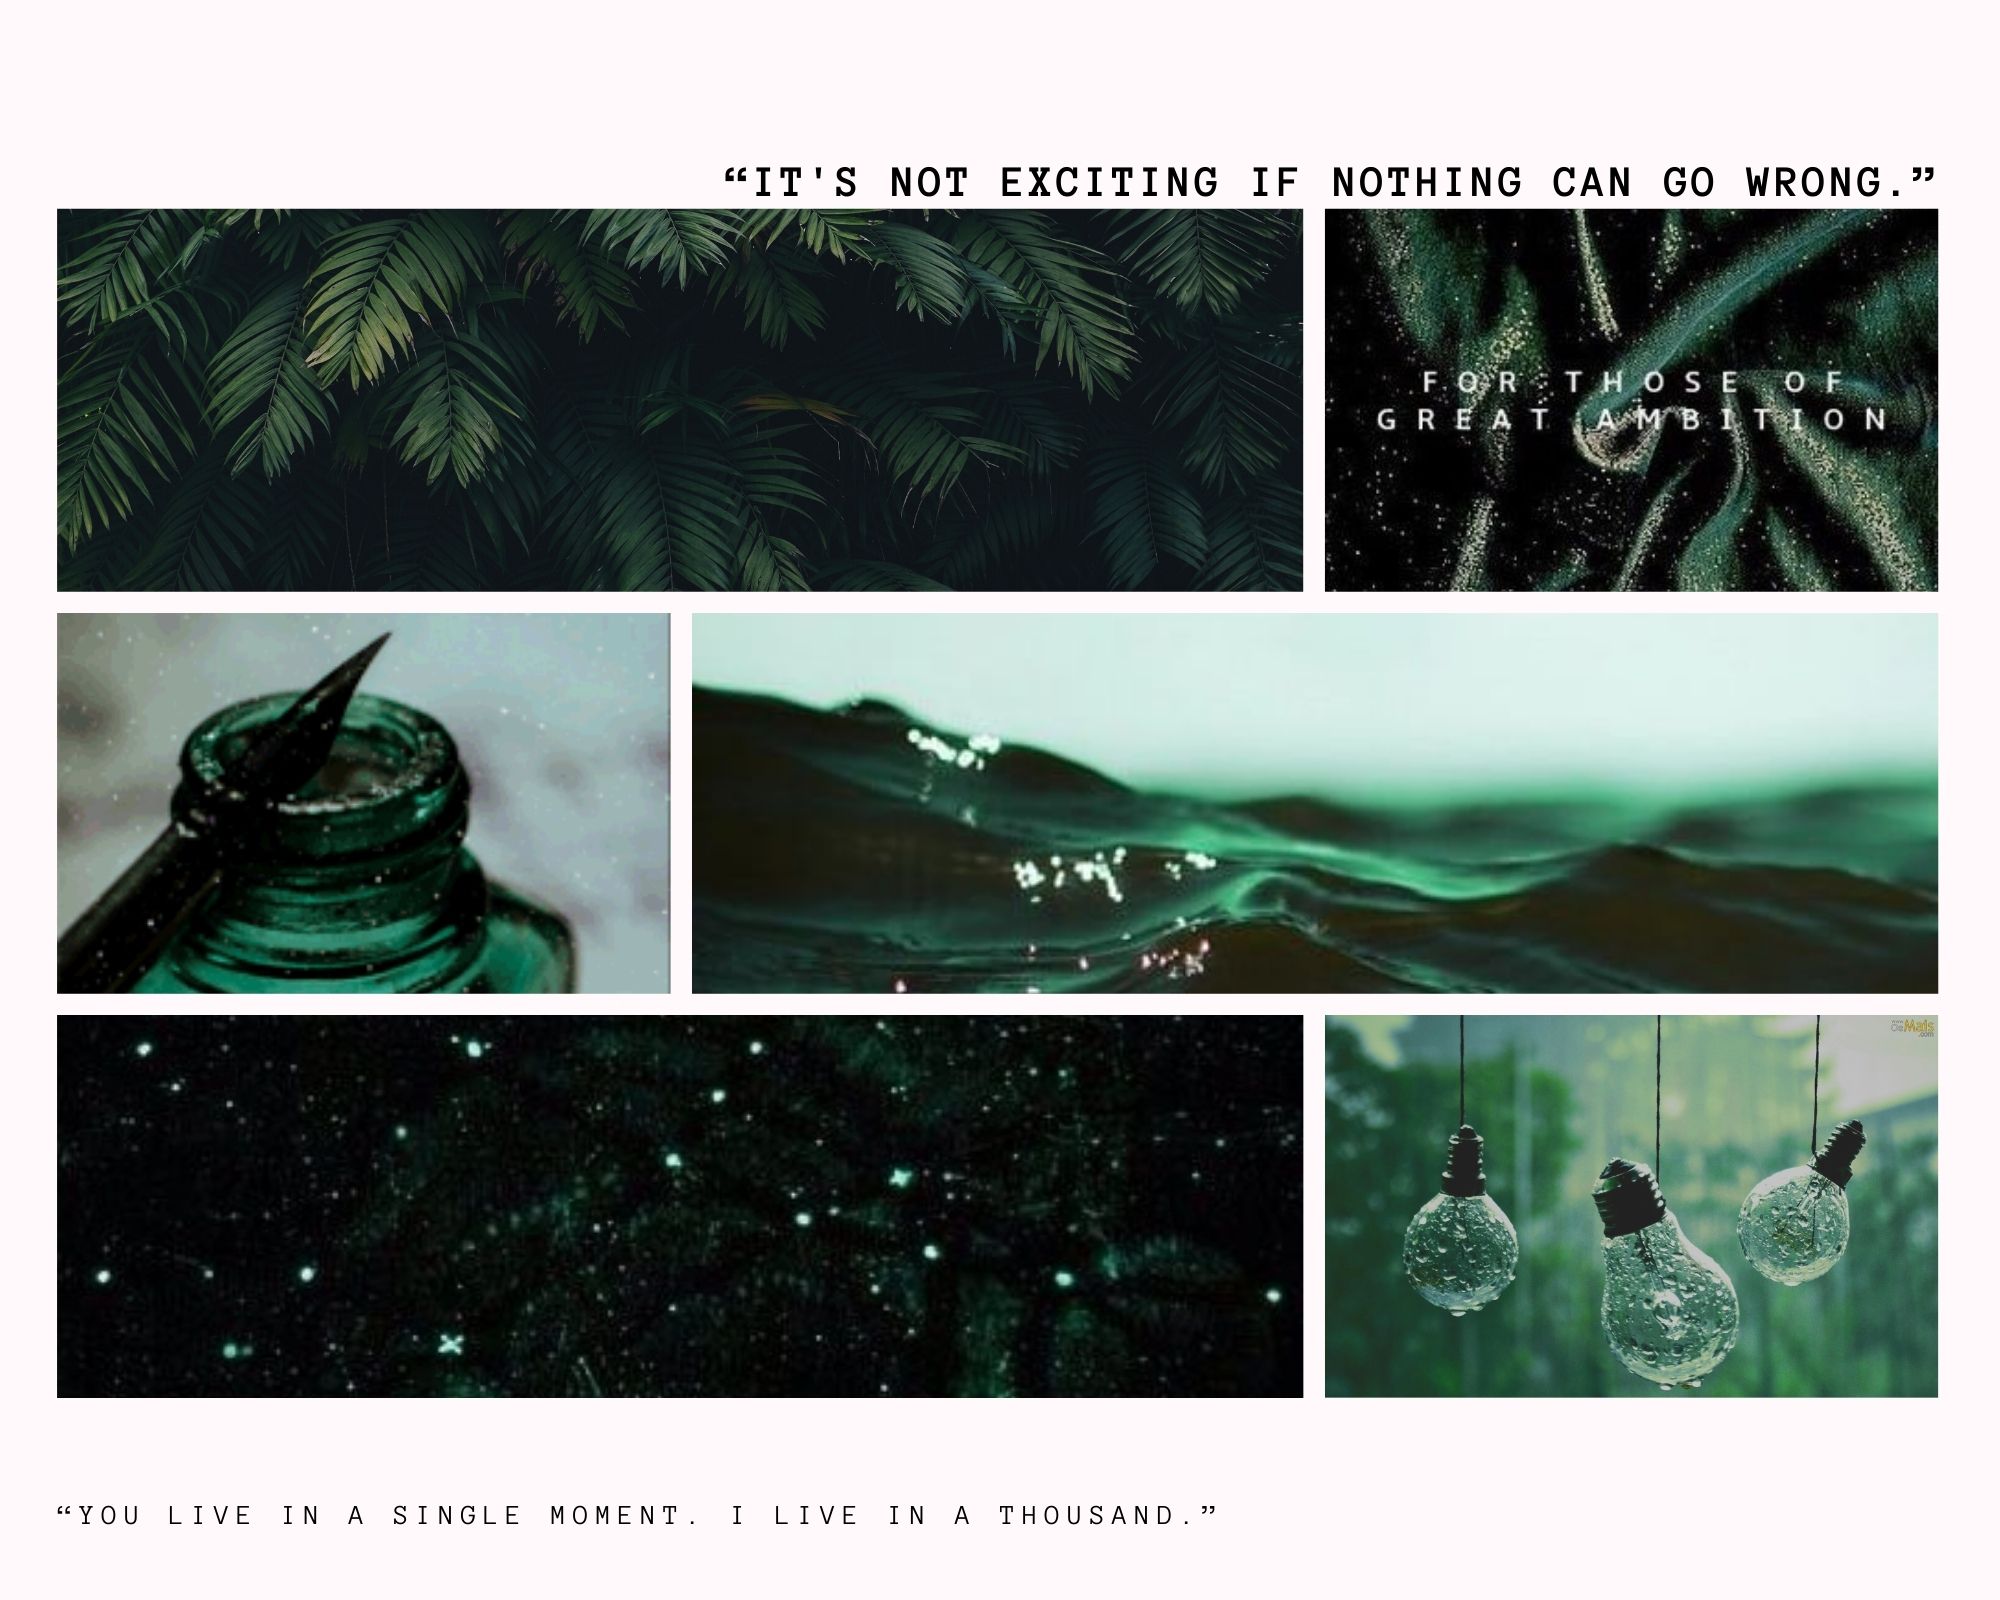 “IT'S NOT EXCITING IF NOTHING CAN GO WRONG.”
FOR THOSE OF
GREAT AMBITION
“YOU LIVE IN A SINGLE MOMENT. I LIVE IN A THOUSAND.”